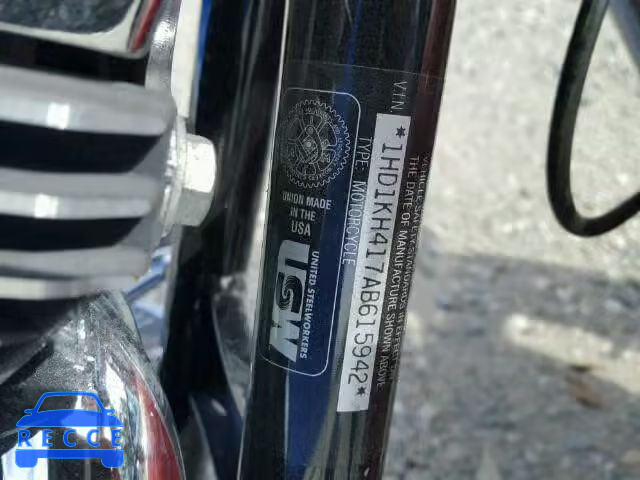 VEHICLE SAFETY STANDARDS IN EFFECT ON
THE DATE OF MANUFACTURE SHOWN ABOVE
VIN *1HD1KH417AB615942*
TYPE: MOTORCYCLE
UNION MADE
IN THE
USA
UNITED STEELWORKERS
USW
RECCE